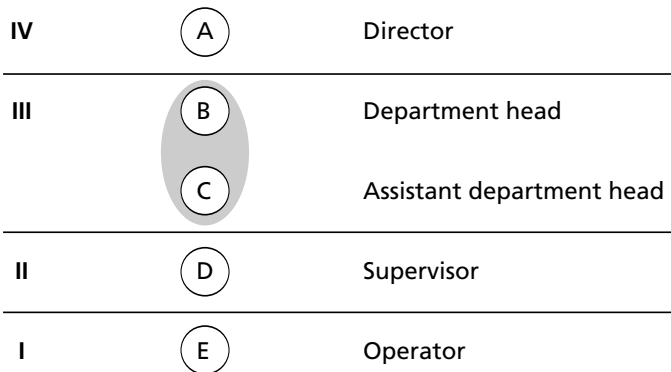 IV A Director
III B Department head
C Assistant department head
II D Supervisor
I E Operator